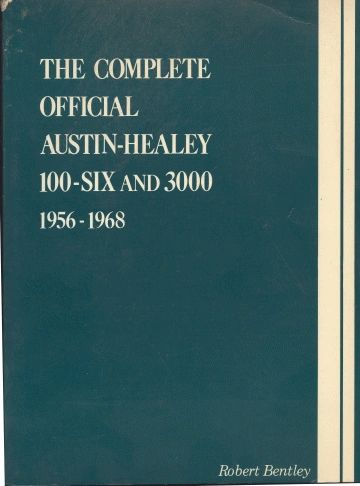 THE COMPLETE
OFFICIAL
AUSTIN-HEALEY
100-SIX AND 3000
1956-1968
Robert Bentley